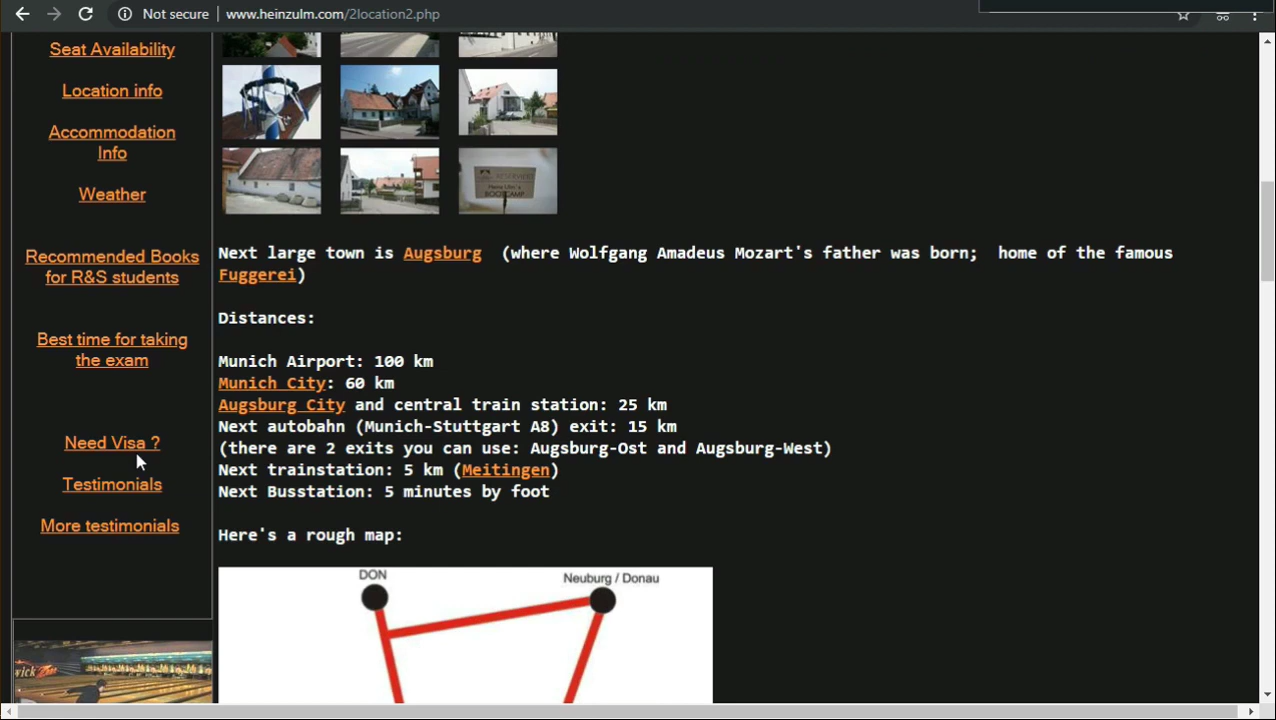 Not secure | www.heinzulm.com/2location2.php
Seat Availability
Location info
Accommodation
Info
Weather
Recommended Books
for R&S students
Best time for taking
the exam
Need Visa ?
Testimonials
More testimonials
RESERVIERT
Heinz Ulm's
BOOTCAMP
Next large town is Augsburg (where Wolfgang Amadeus Mozart's father was born; home of the famous
Fuggerei)
Distances:
Munich Airport: 100 km
Munich City: 60 km
Augsburg City and central train station: 25 km
Next autobahn (Munich-Stuttgart A8) exit: 15 km
(there are 2 exits you can use: Augsburg-Ost and Augsburg-West)
Next trainstation: 5 km (Meitingen)
Next Busstation: 5 minutes by foot
Here's a rough map:
DON
Neuburg / Donau